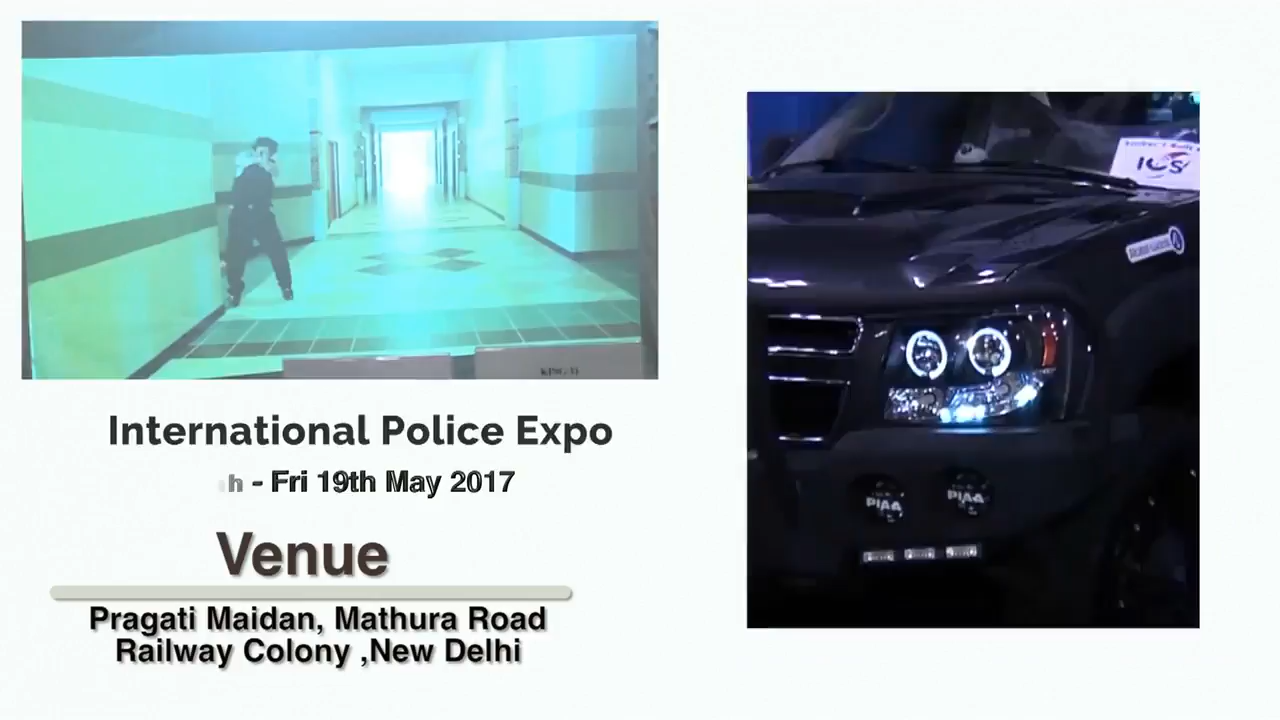 International Police Expo
h - Fri 19th May 2017
Venue
Pragati Maidan, Mathura Road
Railway Colony ,New Delhi
PIAA
PIAA